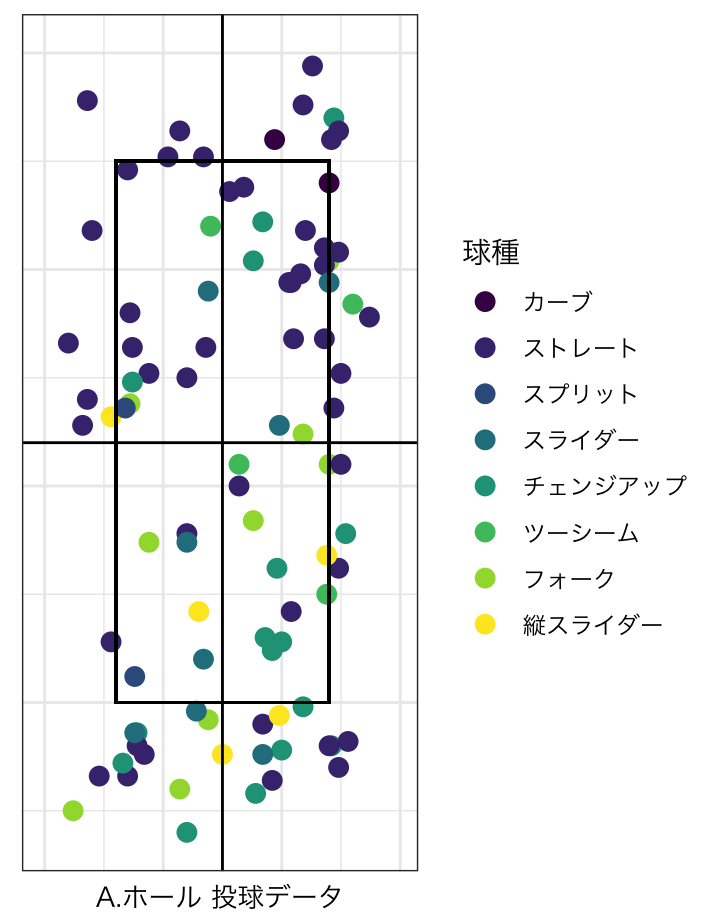 球種
カーブ
ストレート
スプリット
スライダー
チェンジアップ
ツーシーム
フォーク
縦スライダー
A.ホール 投球データ